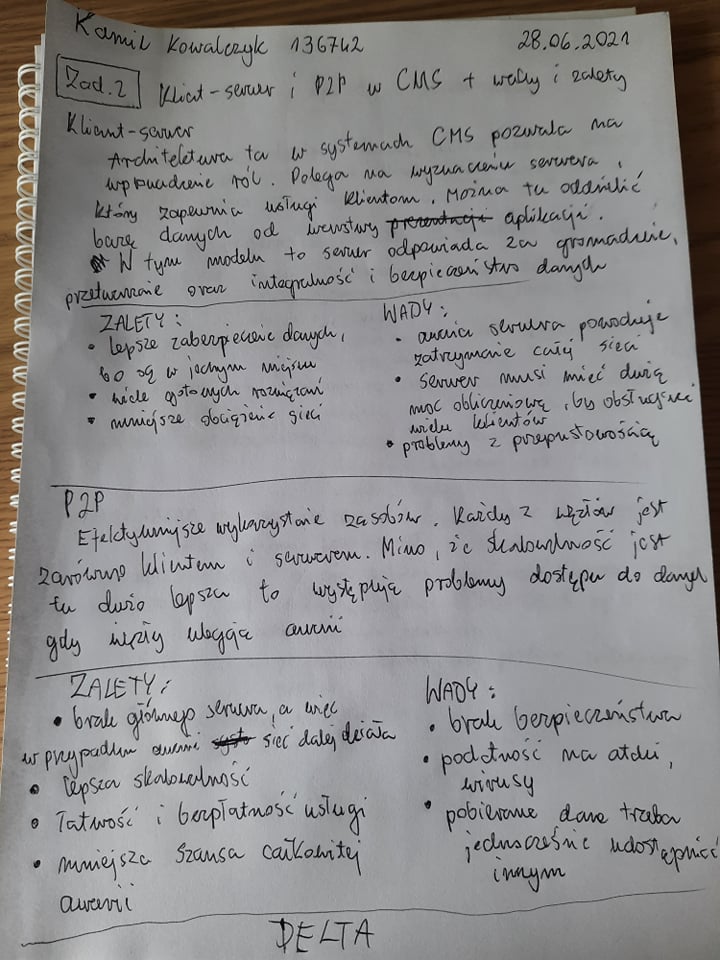 Kamil Kowalczyk 136742 28.06.2021
Zad.2 Klient-serwer i P2P w CMS + wady i zalety
Klient-serwer
Architektura ta w systemach CMS pozwala na
wprowadzenie ról. Polega na wyznaczeniu serwera,
który zapewnia usługi klientom. Można tu oddzielić
bazę danych od warstwy prezentacji aplikacji.
W tym modelu to serwer odpowiada za gromadzenie,
przetwarzanie oraz integralność i bezpieczeństwo danych
ZALETY:
• lepsze zabezpieczenie danych,
bo są w jednym miejscu
• wiele gotowych rozwiązań
• mniejsze obciążenie sieci
WADY:
• awaria serwera powoduje
zatrzymanie całej sieci
• serwer musi mieć dużą
moc obliczeniową, by obsługiwać
wielu klientów
• problemy z przepustowością
P2P
Efektywniejsze wykorzystanie zasobów. Każdy z węzłów jest
zarówno klientem i serwerem. Mimo, że skalowalność jest
tu dużo lepsza to występują problemy dostępu do danych
gdy węzły ulegają awarii
ZALETY:
• brak głównego serwera, a więc
w przypadku awarii sieć dalej działa
• lepsza skalowalność
• łatwość i bezpłatność usługi
• mniejsza szansa całkowitej
awarii
WADY:
• brak bezpieczeństwa
• podatność na ataki,
wirusy
• pobierane dane trzeba
jednocześnie udostępniać
innym
DELTA